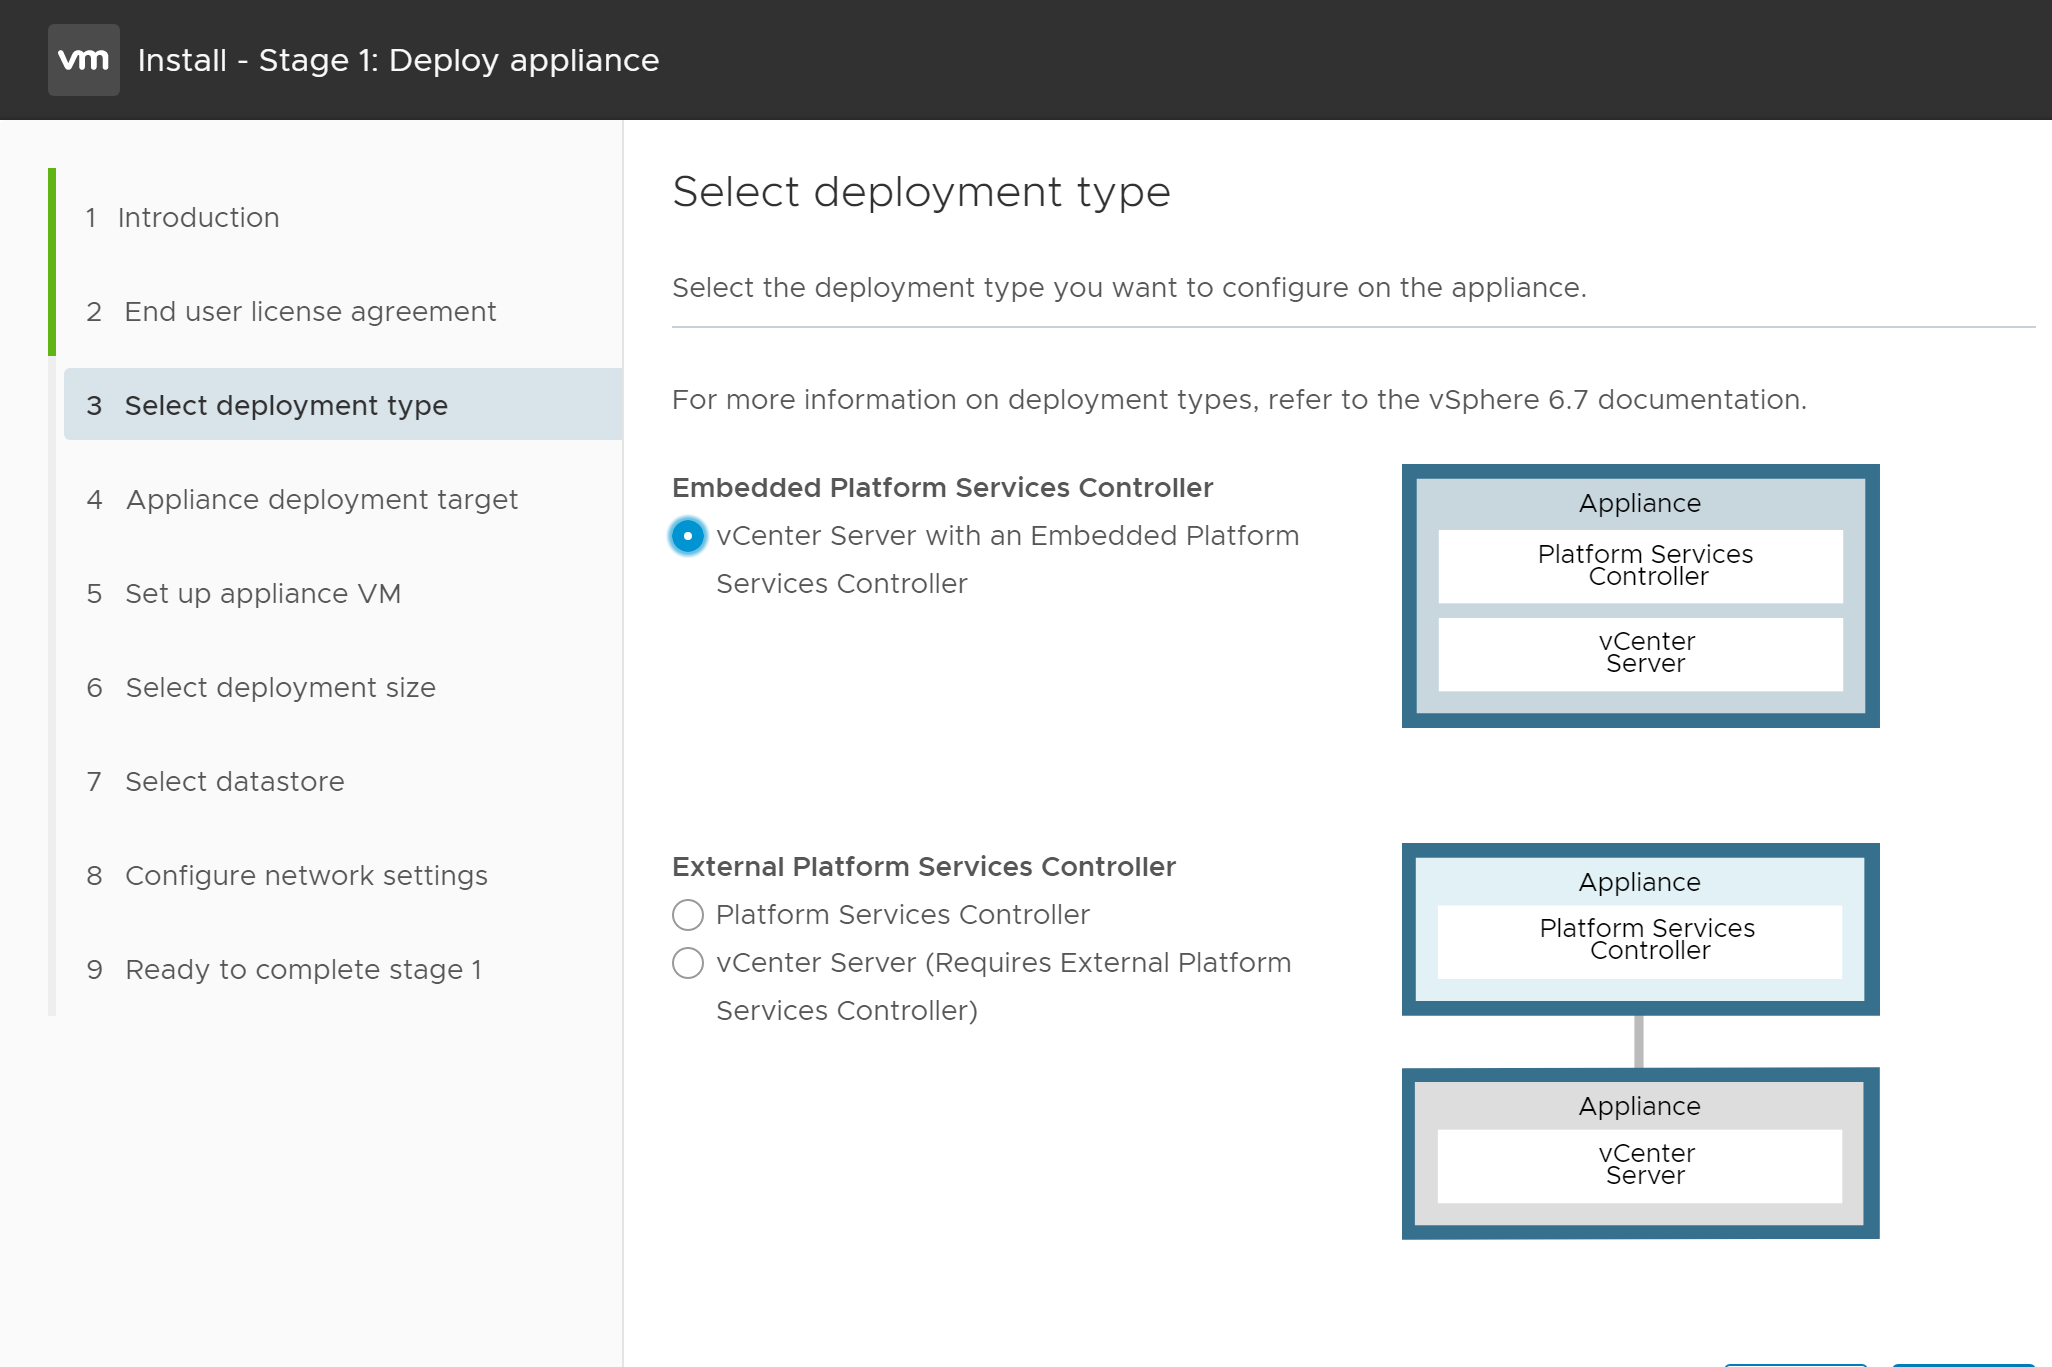 vm Install - Stage 1: Deploy appliance
1 Introduction
2 End user license agreement
3 Select deployment type
4 Appliance deployment target
5 Set up appliance VM
6 Select deployment size
7 Select datastore
8 Configure network settings
9 Ready to complete stage 1
Select deployment type
Select the deployment type you want to configure on the appliance.
For more information on deployment types, refer to the vSphere 6.7 documentation.
Embedded Platform Services Controller
vCenter Server with an Embedded Platform
Services Controller
Appliance
Platform Services
Controller
vCenter
Server
External Platform Services Controller
Platform Services Controller
vCenter Server (Requires External Platform
Services Controller)
Appliance
Platform Services
Controller
Appliance
vCenter
Server